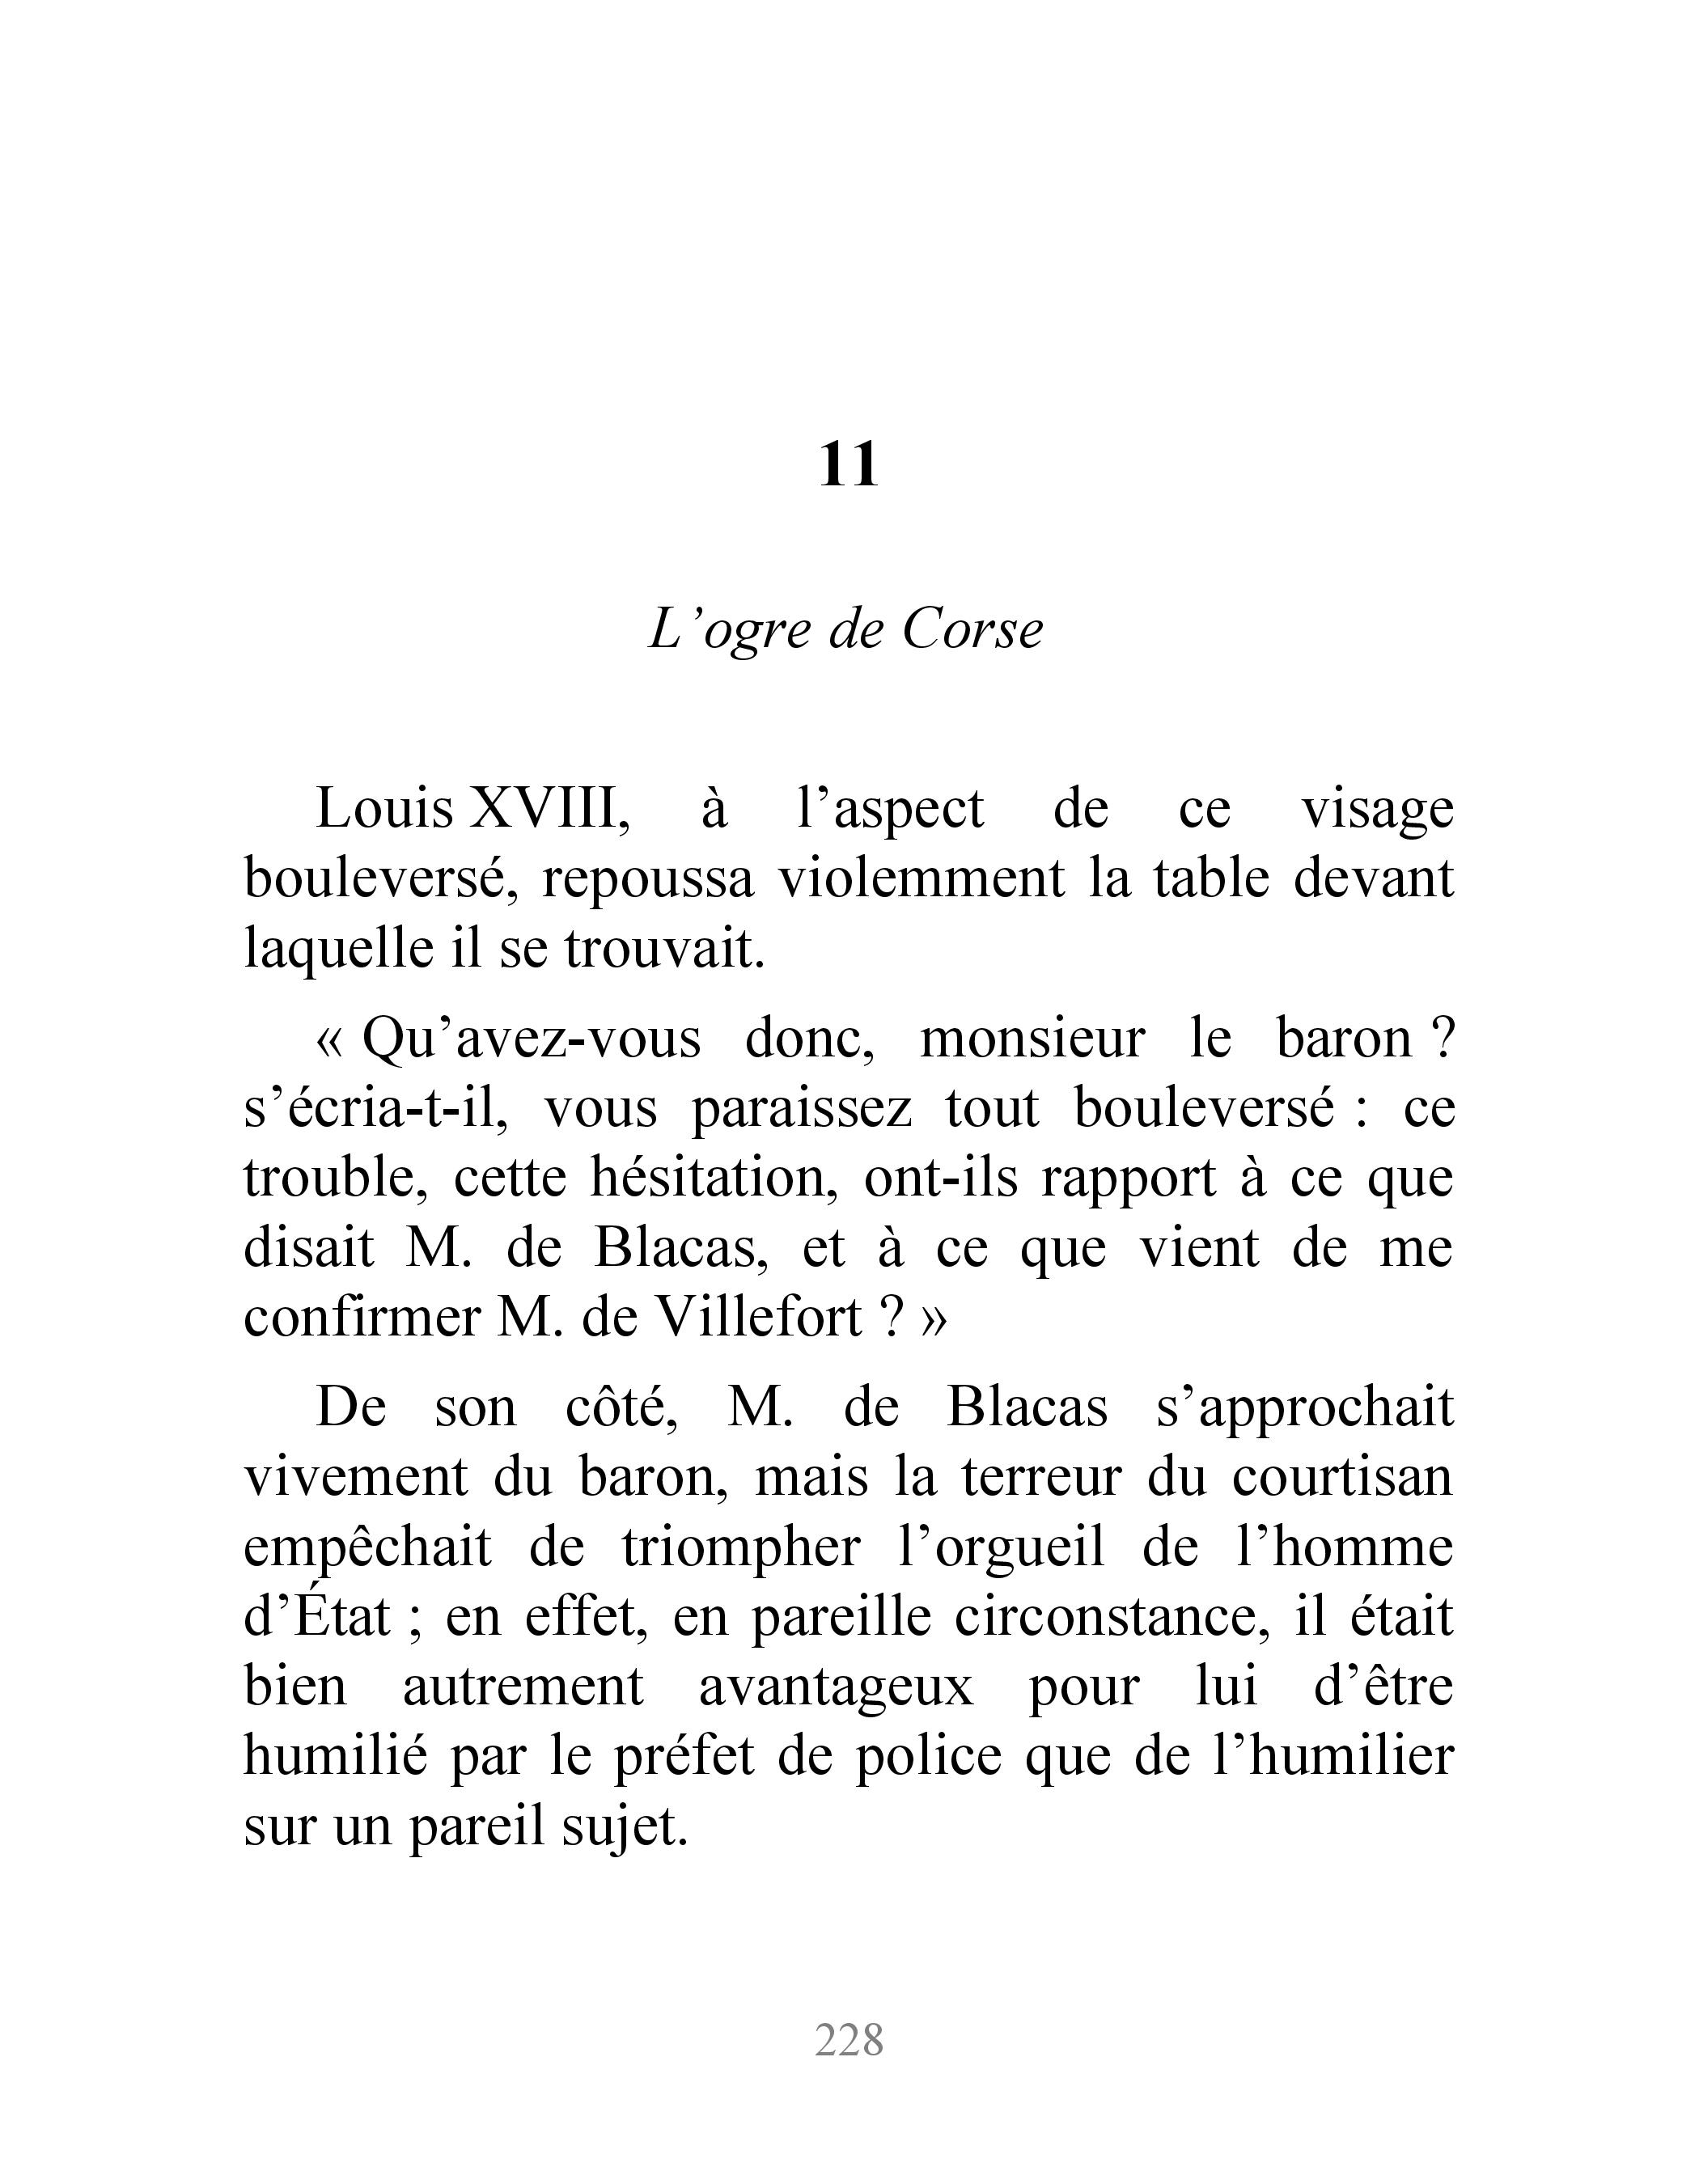 11
L’ogre de Corse
Louis XVIII, à l’aspect de ce visage
bouleversé, repoussa violemment la table devant
laquelle il se trouvait.
« Qu’avez-vous donc, monsieur le baron ?
s’écria-t-il, vous paraissez tout bouleversé : ce
trouble, cette hésitation, ont-ils rapport à ce que
disait M. de Blacas, et à ce que vient de me
confirmer M. de Villefort ? »
De son côté, M. de Blacas s’approchait
vivement du baron, mais la terreur du courtisan
empêchait de triompher l’orgueil de l’homme
d’État ; en effet, en pareille circonstance, il était
bien autrement avantageux pour lui d’être
humilié par le préfet de police que de l’humilier
sur un pareil sujet.
228